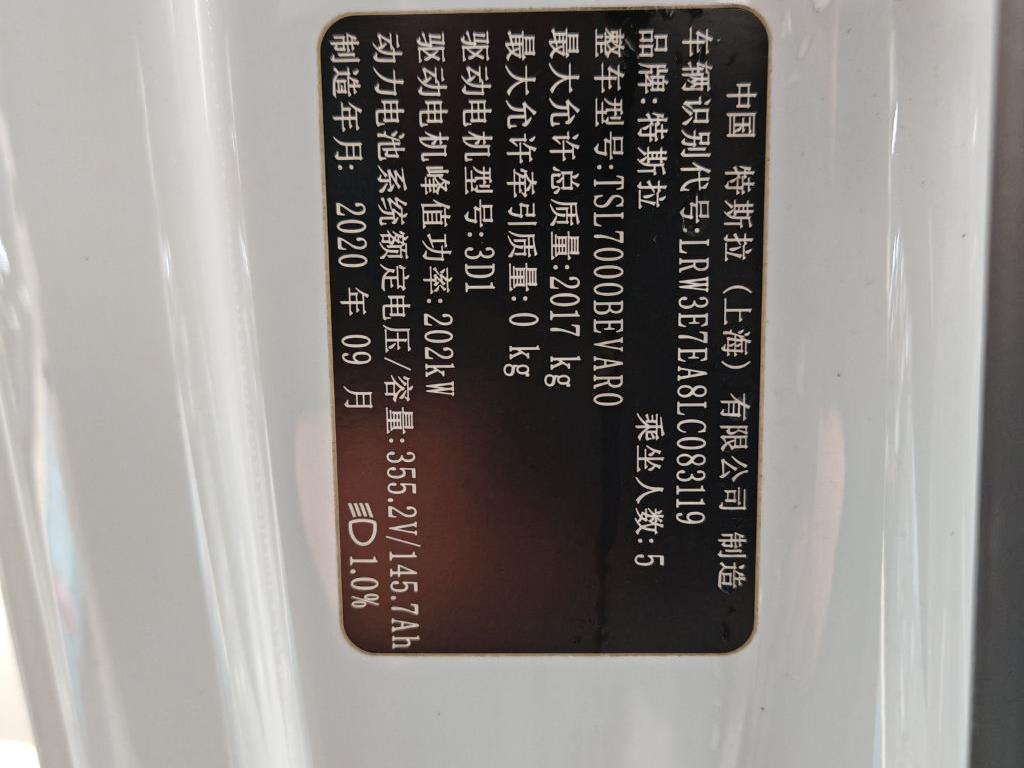 中国 特斯拉 (上海) 有限公司 制造
车辆识别代号:LRW3E7EA8LC083119
品牌:特斯拉 乘坐人数:5
整车型号:TSL7000BEVAR0
最大允许总质量:2017 kg
最大允许牵引质量:0 kg
驱动电机型号:3D1
驱动电机峰值功率:202kW
动力电池系统额定电压/容量:355.2V/145.7Ah
制造年月: 2020 年 09 月 1.0%